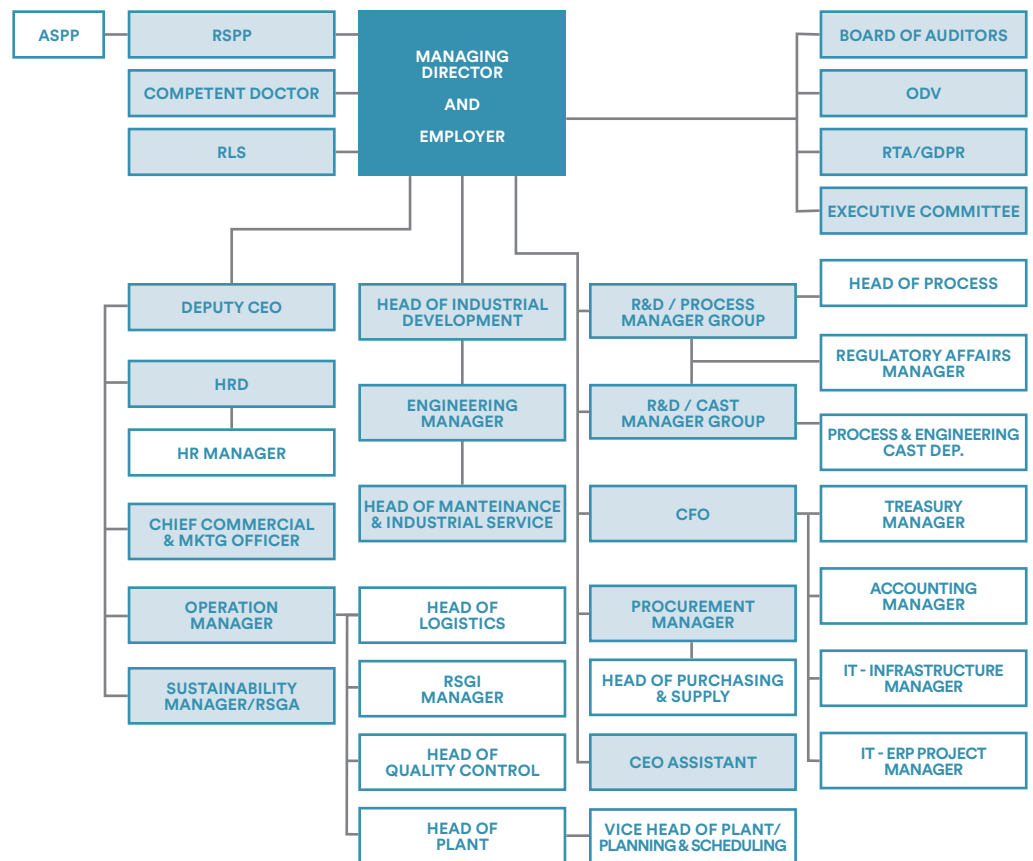 ASPP
RSPP
COMPETENT DOCTOR
RLS
MANAGING
DIRECTOR
AND
EMPLOYER
BOARD OF AUDITORS
ODV
RTA/GDPR
EXECUTIVE COMMITTEE
DEPUTY CEO
HRD
HR MANAGER
CHIEF COMMERCIAL
& MKTG OFFICER
OPERATION
MANAGER
SUSTAINABILITY
MANAGER/RSGA
HEAD OF INDUSTRIAL
DEVELOPMENT
ENGINEERING
MANAGER
HEAD OF MANTEINANCE
& INDUSTRIAL SERVICE
HEAD OF
LOGISTICS
RSGI
MANAGER
HEAD OF
QUALITY CONTROL
HEAD OF
PLANT
R&D / PROCESS
MANAGER GROUP
R&D / CAST
MANAGER GROUP
CFO
PROCUREMENT
MANAGER
HEAD OF PURCHASING
& SUPPLY
CEO ASSISTANT
VICE HEAD OF PLANT/
PLANNING & SCHEDULING
HEAD OF PROCESS
REGULATORY AFFAIRS
MANAGER
PROCESS & ENGINEERING
CAST DEP.
TREASURY
MANAGER
ACCOUNTING
MANAGER
IT - INFRASTRUCTURE
MANAGER
IT - ERP PROJECT
MANAGER